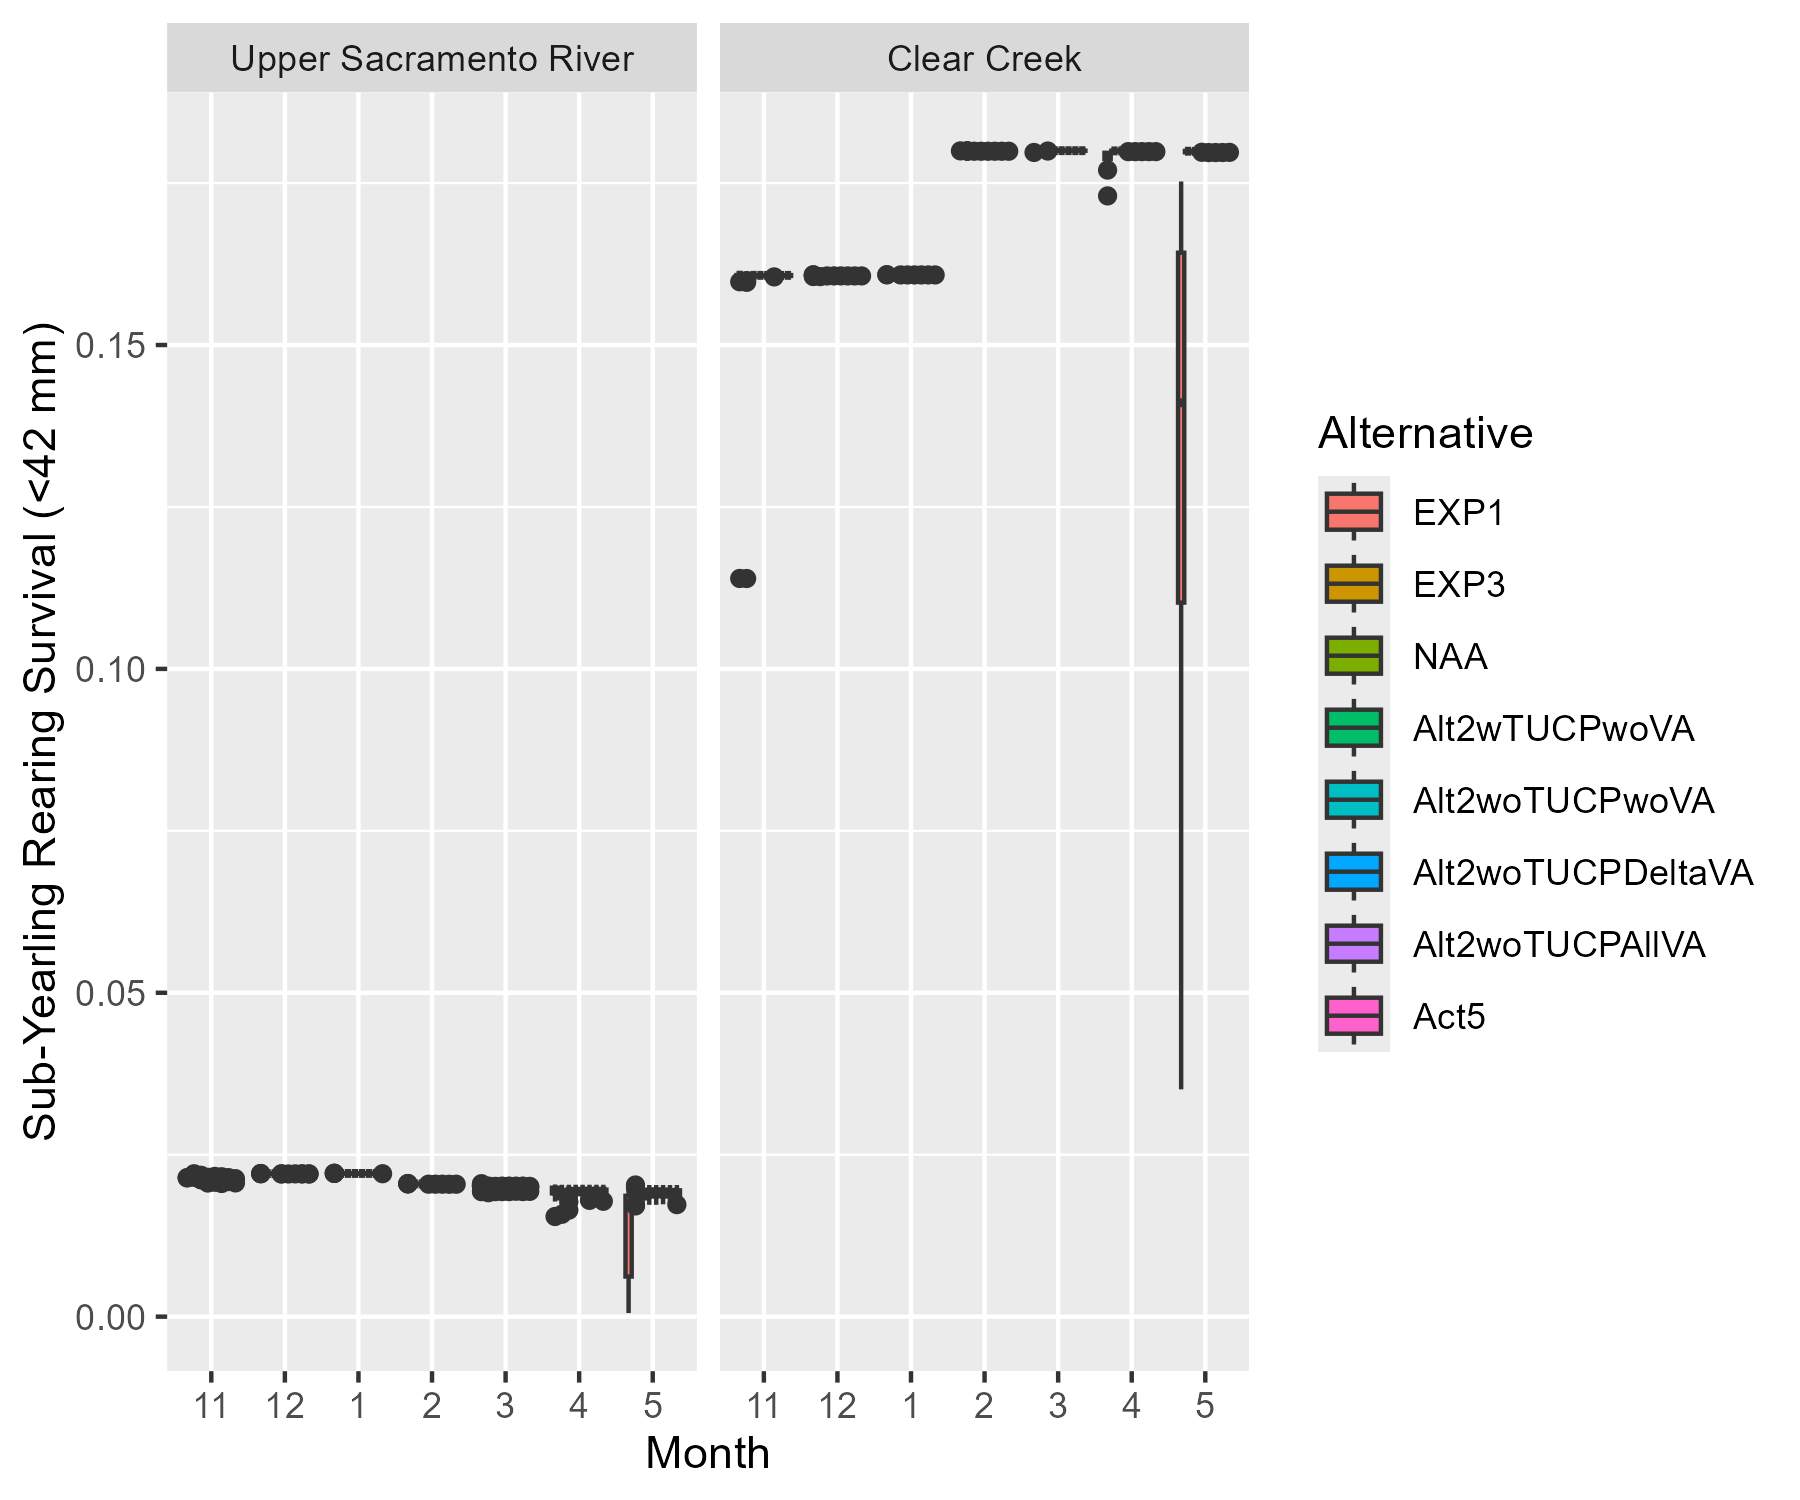 Upper Sacramento River
Clear Creek
Sub-Yearling Rearing Survival (<42 mm)
0.15
0.10
0.05
0.00
11 12 1 2 3 4 5
11 12 1 2 3 4 5
Month
Alternative
EXP1
EXP3
NAA
Alt2wTUCPwoVA
Alt2woTUCPwoVA
Alt2woTUCPDeltaVA
Alt2woTUCPAllVA
Act5